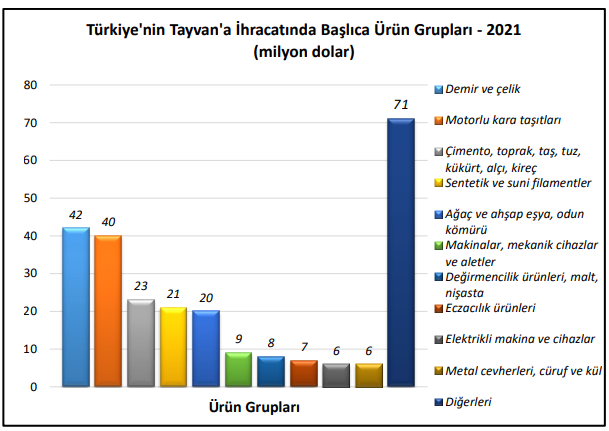 Türkiye'nin Tayvan'a İhracatında Başlıca Ürün Grupları - 2021
(milyon dolar)
80
70
60
50
40
30
20
10
0
42
40
23
21
20
9
8
7
6
6
71
Ürün Grupları
Demir ve çelik
Motorlu kara taşıtları
Çimento, toprak, taş, tuz,
kükürt, alçı, kireç
Sentetik ve suni filamentler
Ağaç ve ahşap eşya, odun
kömürü
Makinalar, mekanik cihazlar
ve aletler
Değirmencilik ürünleri, malt,
nişasta
Eczacılık ürünleri
Elektrikli makina ve cihazlar
Metal cevherleri, cüruf ve kül
Diğerleri